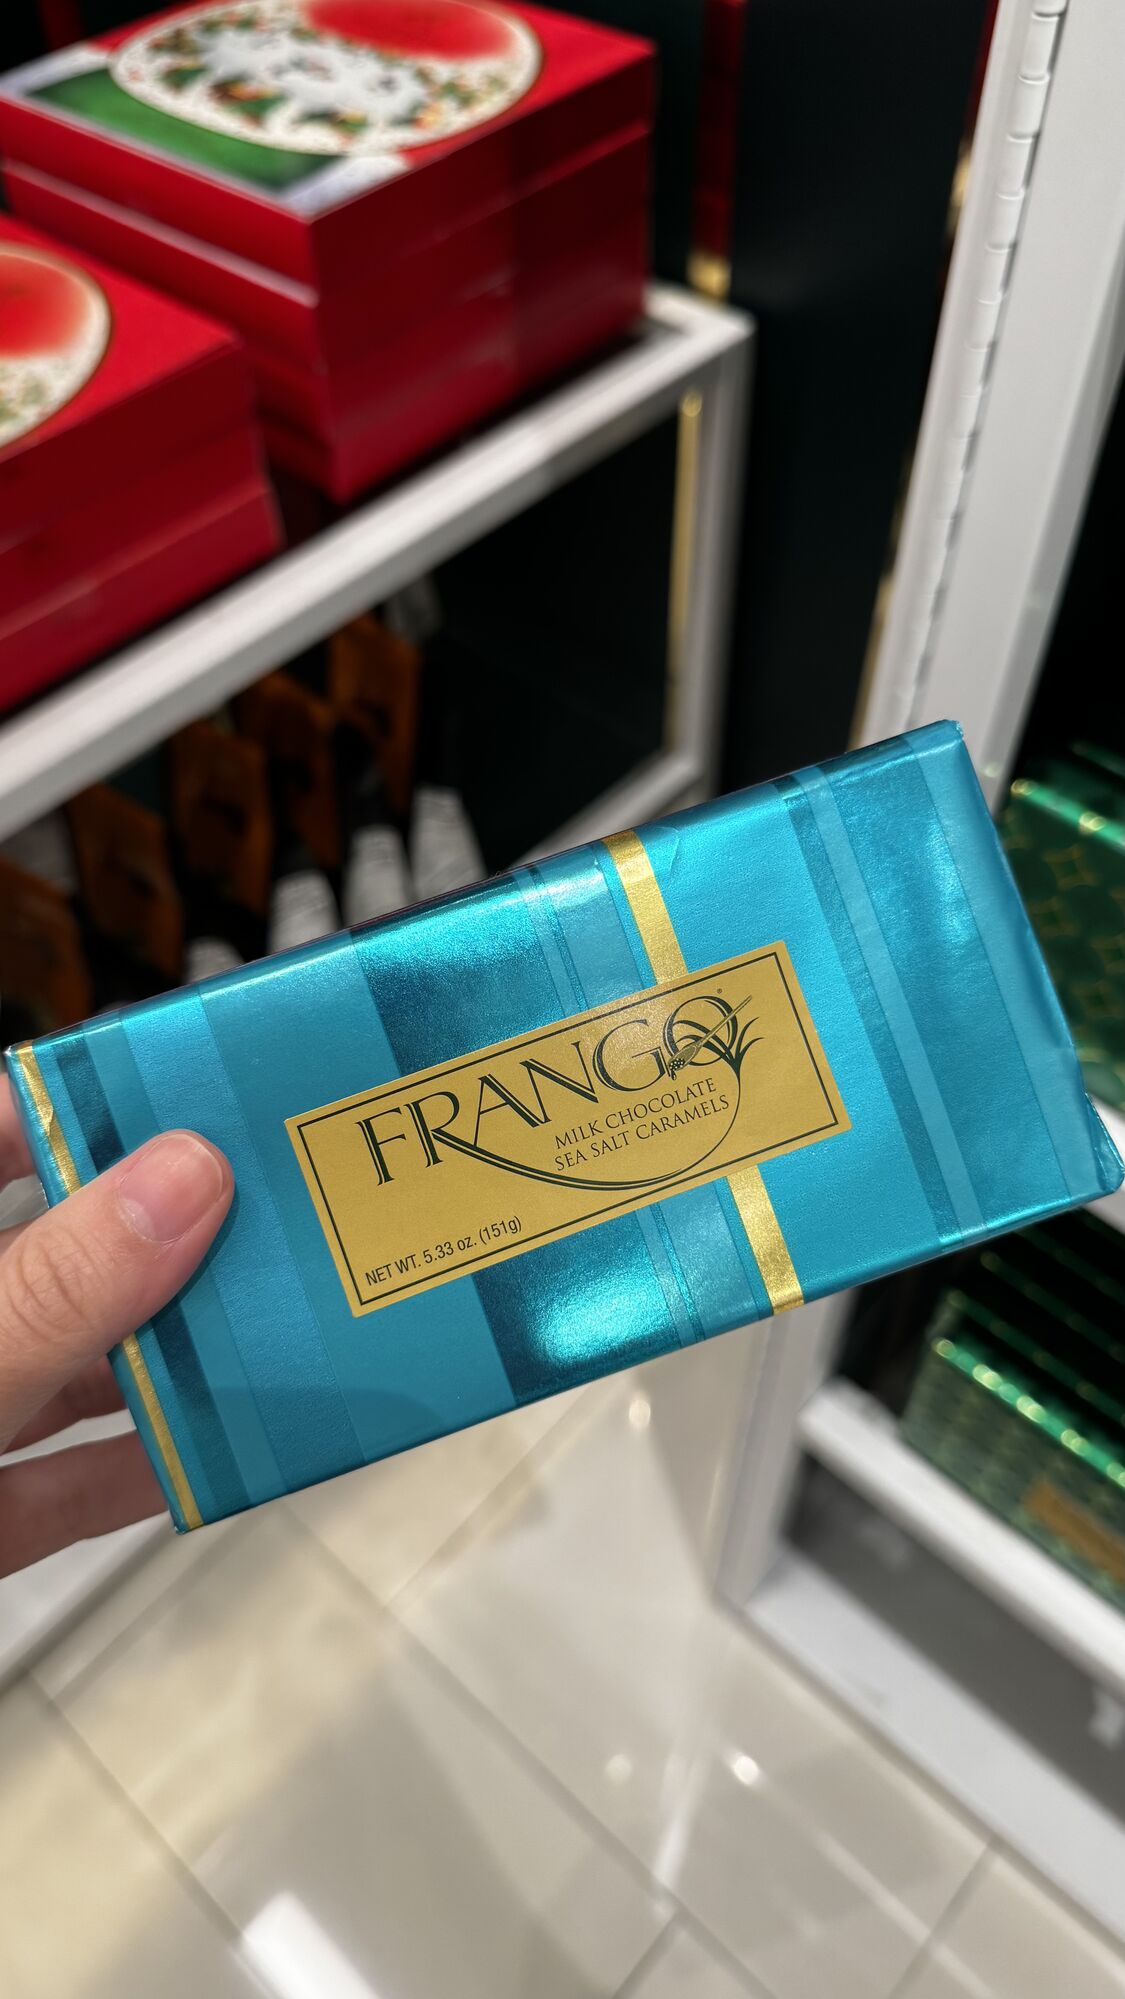 FRANGO®
MILK CHOCOLATE
SEA SALT CARAMELS
NET WT. 5.33 oz. (151g)